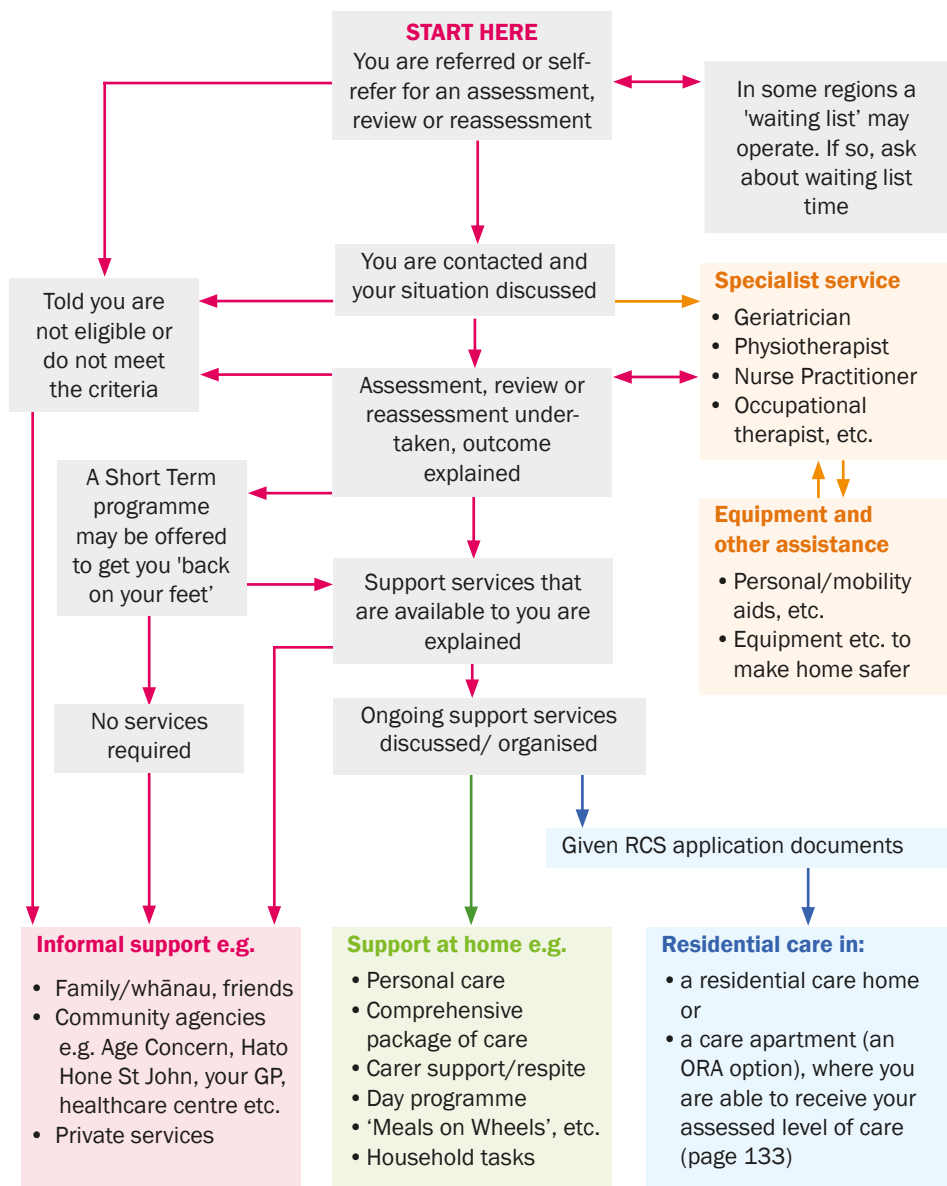 START HERE
You are referred or self-
refer for an assessment,
review or reassessment
In some regions a
'waiting list’ may
operate. If so, ask
about waiting list
time
You are contacted and
your situation discussed
Told you are
not eligible or
do not meet
the criteria
Specialist service
• Geriatrician
• Physiotherapist
• Nurse Practitioner
• Occupational
therapist, etc.
Assessment, review or
reassessment under-
taken, outcome
explained
A Short Term
programme
may be offered
to get you 'back
on your feet’
Equipment and
other assistance
• Personal/mobility
aids, etc.
• Equipment etc. to
make home safer
Support services that
are available to you are
explained
No services
required
Ongoing support services
discussed/ organised
Given RCS application documents
Informal support e.g.
• Family/whānau, friends
• Community agencies
e.g. Age Concern, Hato
Hone St John, your GP,
healthcare centre etc.
• Private services
Support at home e.g.
• Personal care
• Comprehensive
package of care
• Carer support/respite
• Day programme
• ‘Meals on Wheels’, etc.
• Household tasks
Residential care in:
• a residential care home
or
• a care apartment (an
ORA option), where you
are able to receive your
assessed level of care
(page 133)